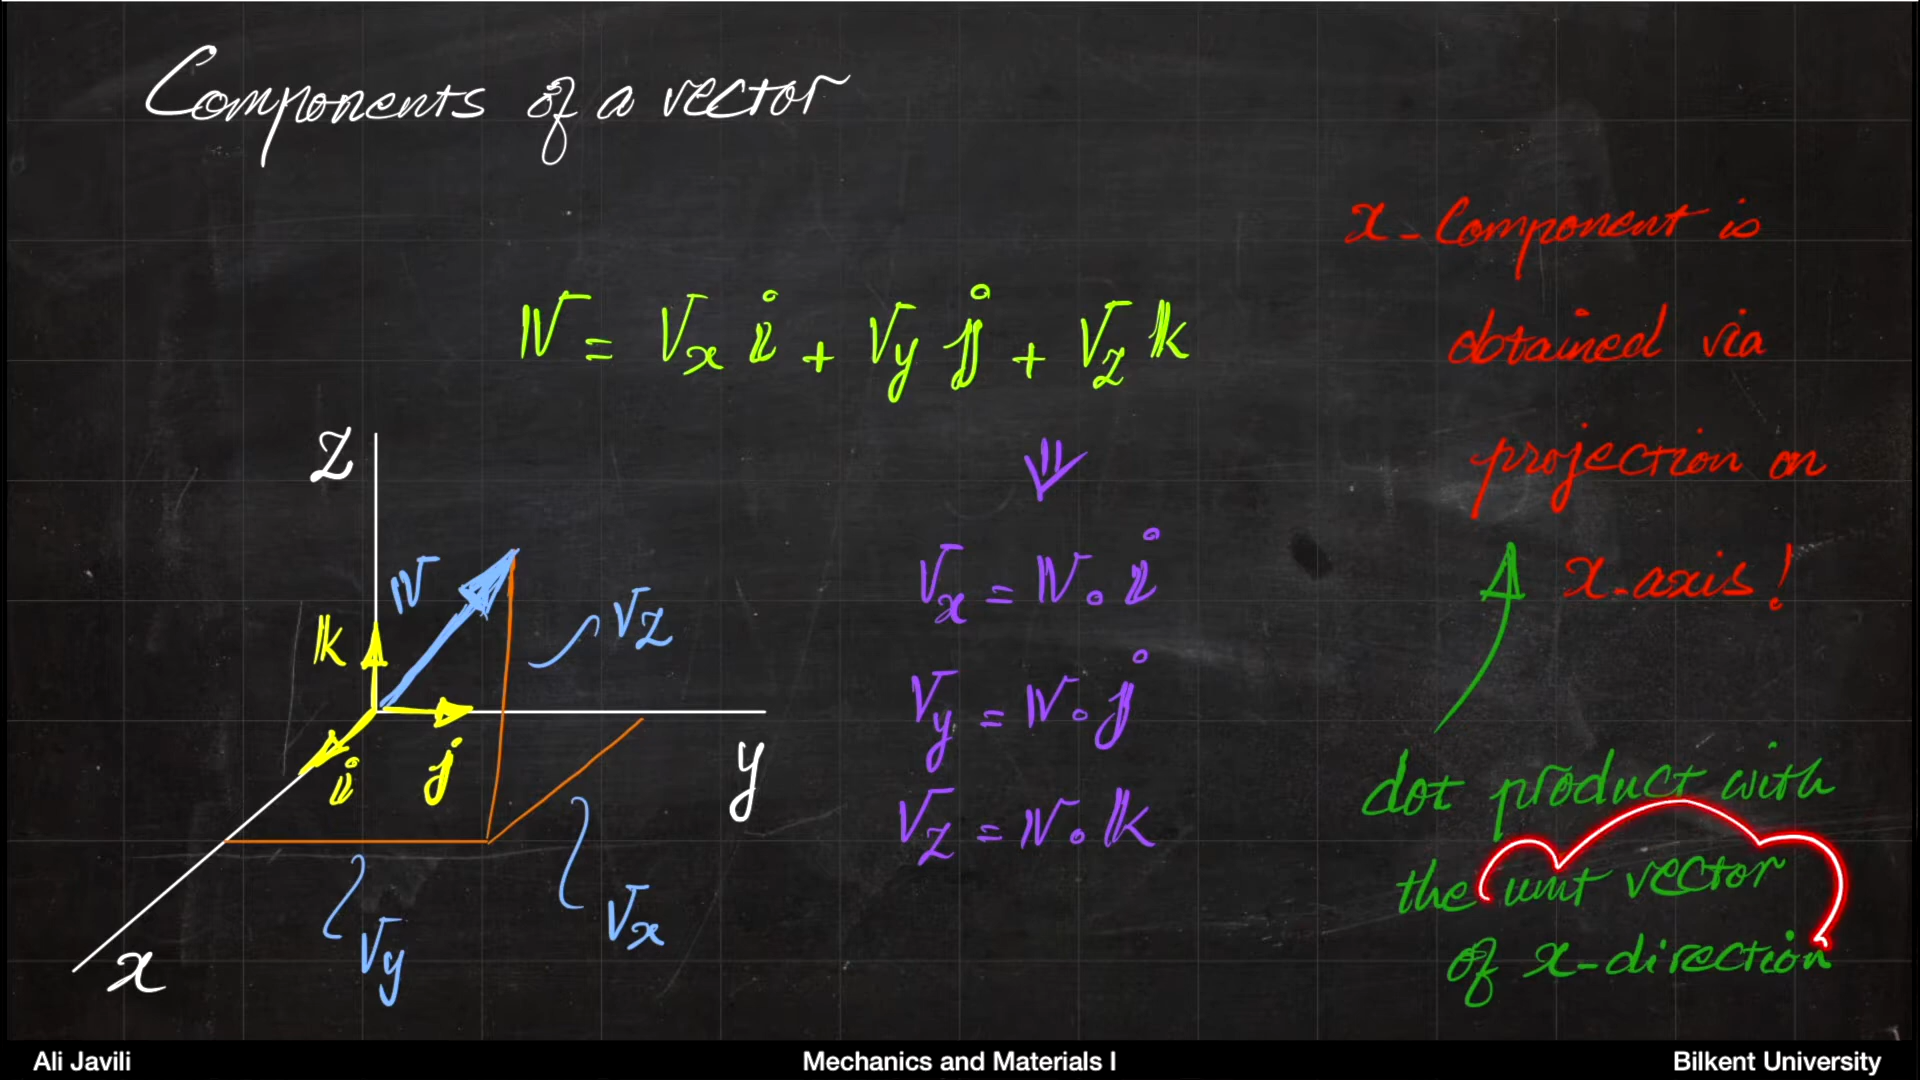 Components of a vector
V = Vx i + Vy j + Vz k
⇓
Vx = V • i
Vy = V • j
Vz = V • k
x-component is
obtained via
projection on
x-axis!
dot product with
the unit vector
of x-direction
z
V
Vz
k
i
j
y
Vx
Vy
x
Ali Javili
Mechanics and Materials I
Bilkent University